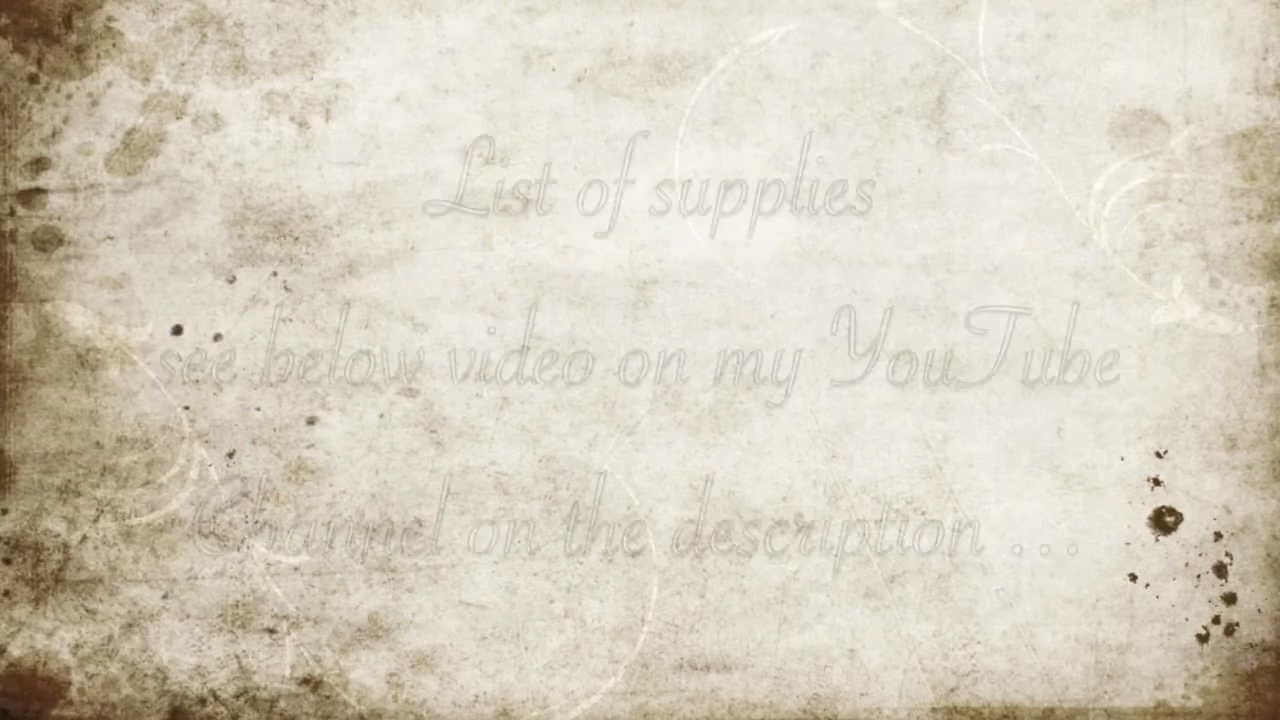 List of supplies
see below video on my YouTube
Channel on the description ...